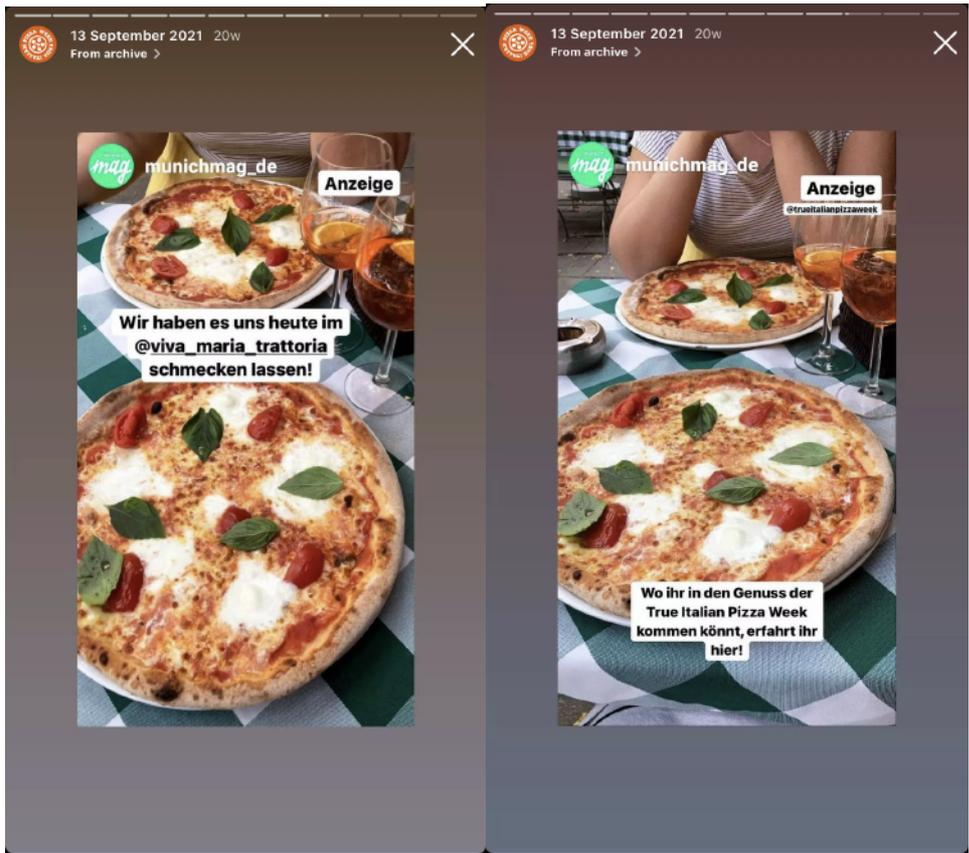 13 September 2021 20w
From archive >
mag
munichmag_de
Anzeige
Wir haben es uns heute im
@viva_maria_trattoria
schmecken lassen!
13 September 2021 20w
From archive >
mag
munichmag_de
Anzeige
@trueitalianpizzaweek
Wo ihr in den Genuss der
True Italian Pizza Week
kommen könnt, erfahrt ihr
hier!